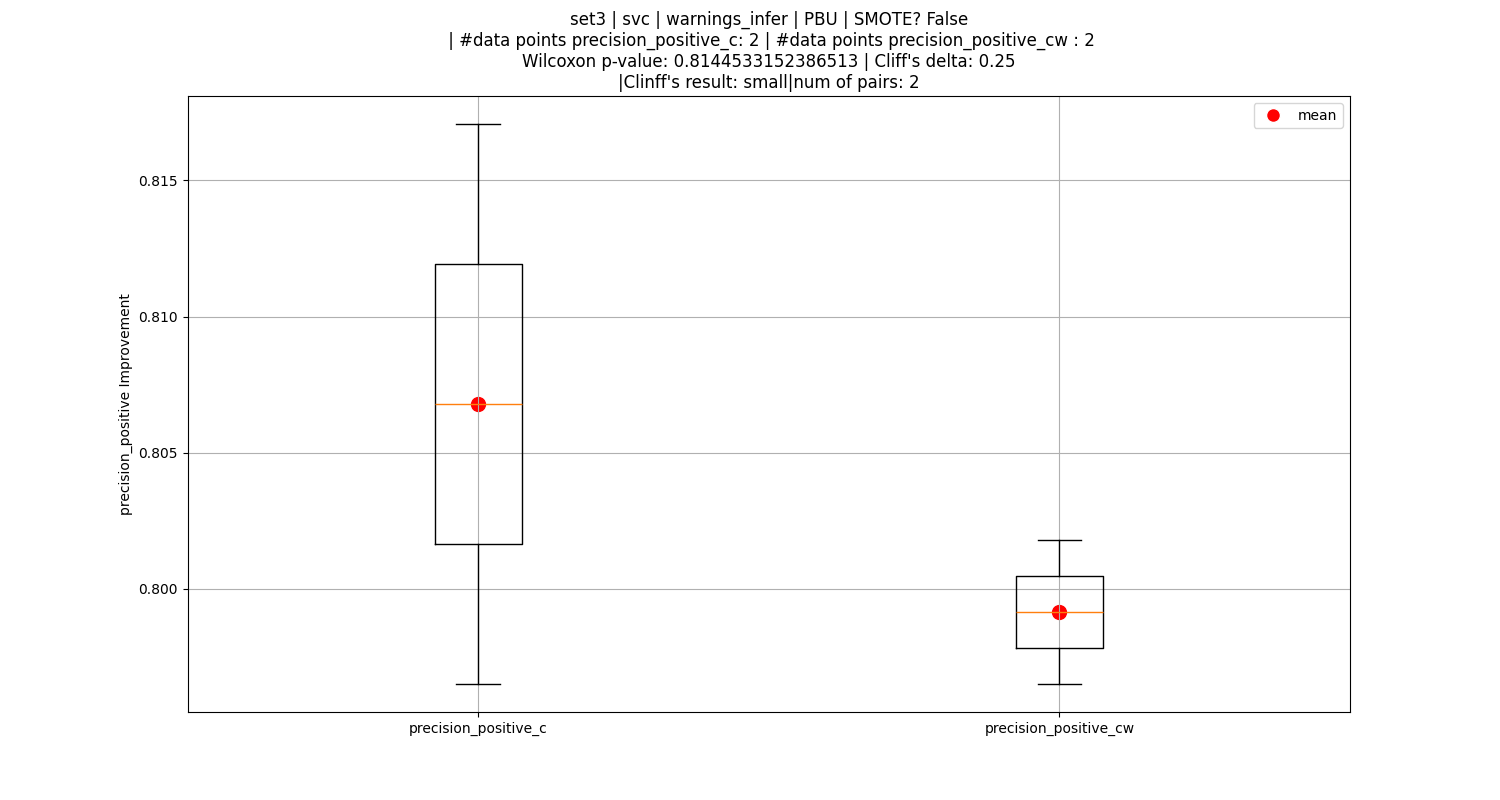 set3 | svc | warnings_infer | PBU | SMOTE? False
| #data points precision_positive_c: 2 | #data points precision_positive_cw : 2
Wilcoxon p-value: 0.8144533152386513 | Cliff's delta: 0.25
|Clinff's result: small|num of pairs: 2
mean
0.815
0.810
0.805
0.800
precision_positive Improvement
precision_positive_c
precision_positive_cw